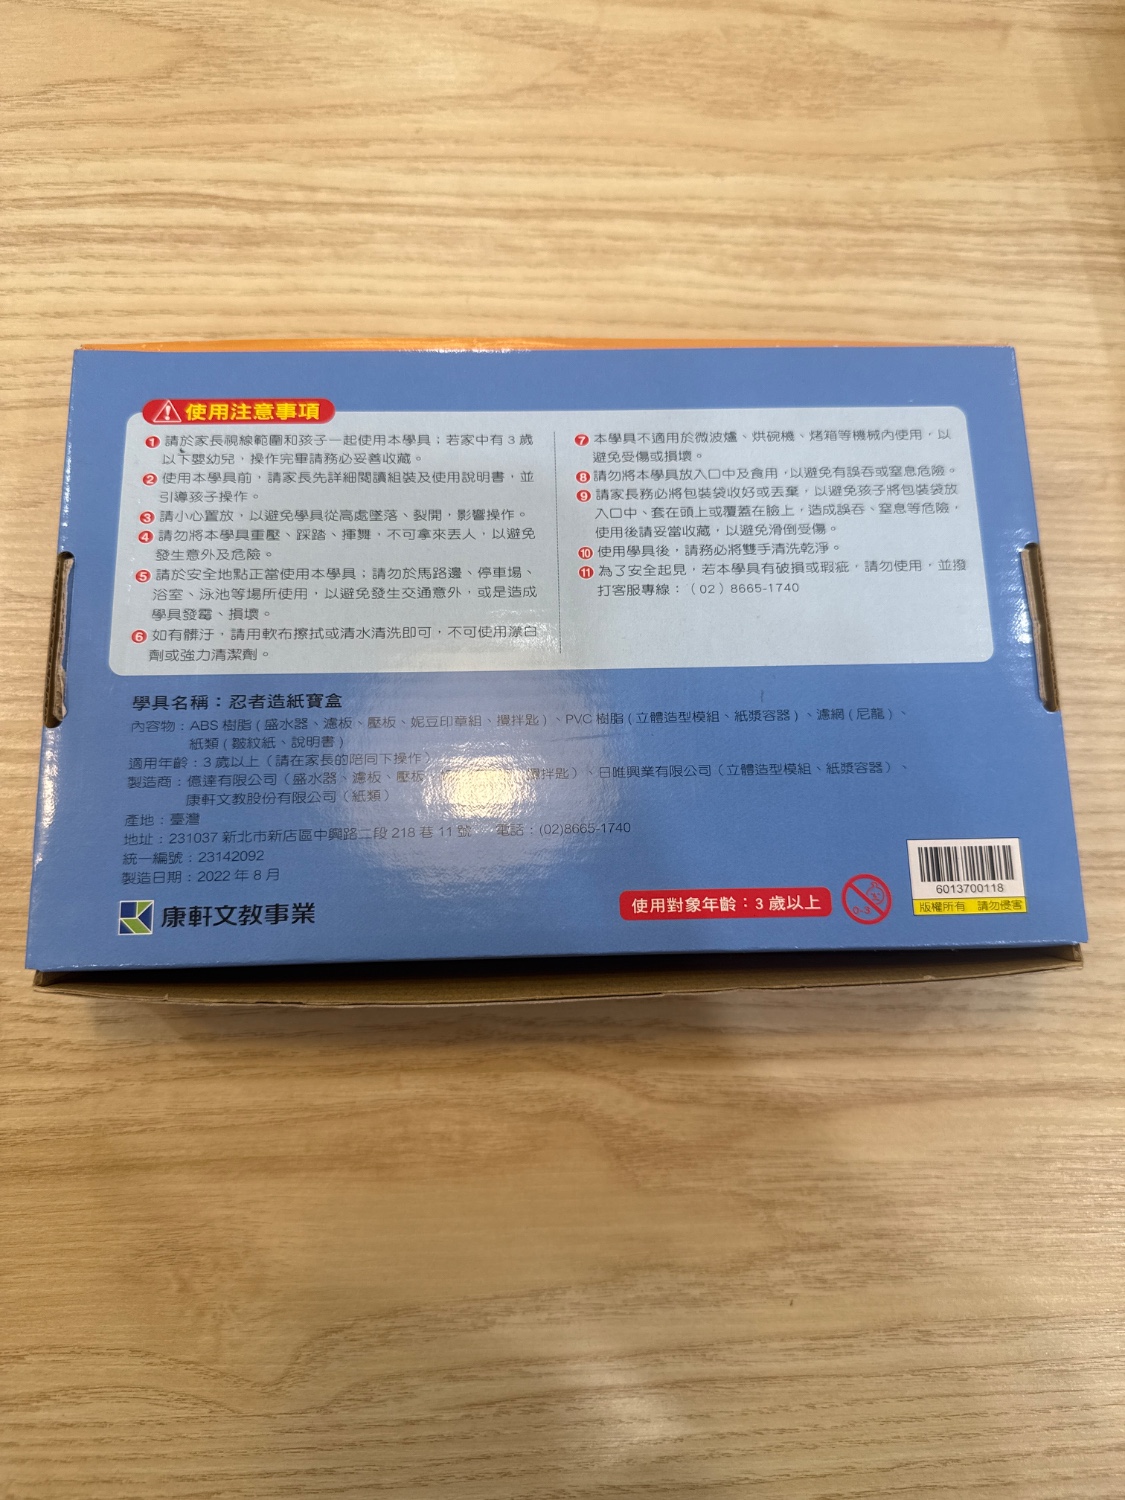 使用注意事項
1 請於家長視線範圍和孩子一起使用本學具；若家中有 3 歲
以下嬰幼兒，操作完畢請務必妥善收藏。
2 使用本學具前，請家長先詳細閱讀組裝及使用說明書，並
引導孩子操作。
3 請小心置放，以避免學具從高處墜落、裂開，影響操作。
4 請勿將本學具重壓、踩踏、揮舞，不可拿來丟人，以避免
發生意外及危險。
5 請於安全地點正當使用本學具；請勿於馬路邊、停車場、
浴室、泳池等場所使用，以避免發生交通意外，或是造成
學具發霉、損壞。
6 如有髒汙，請用軟布擦拭或清水清洗即可，不可使用漂白
劑或強力清潔劑。
7 本學具不適用於微波爐、烘碗機、烤箱等機械內使用，以
避免受傷或損壞。
8 請勿將本學具放入口中及食用，以避免有誤吞或窒息危險。
9 請家長務必將包裝袋收好或丟棄，以避免孩子將包裝袋放
入口中、套在頭上或覆蓋在臉上，造成誤吞、窒息等危險，
使用後請妥當收藏，以避免滑倒受傷。
10 使用學具後，請務必將雙手清洗乾淨。
11 為了安全起見，若本學具有破損或瑕疵，請勿使用，並撥
打客服專線：（02）8665-1740
學具名稱：忍者造紙寶盒
內容物：ABS 樹脂 ( 盛水器、濾板、壓板、妮豆印章組、攪拌匙 )、PVC 樹脂 ( 立體造型模組、紙漿容器 )、濾網 ( 尼龍 )、
紙類 ( 皺紋紙、說明書 )
適用年齡：3 歲以上（請在家長的陪同下操作）
製造商：億達有限公司（盛水器、濾板、壓板、攪拌匙）、日唯興業有限公司（立體造型模組、紙漿容器）、
康軒文教股份有限公司（紙類）
產地：臺灣
地址：231037 新北市新店區中興路二段 218 巷 11 號 電話：(02)8665-1740
統一編號：23142092
製造日期：2022 年 8 月
康軒文教事業
使用對象年齡：3 歲以上
0-3
6013700118
版權所有 請勿侵害